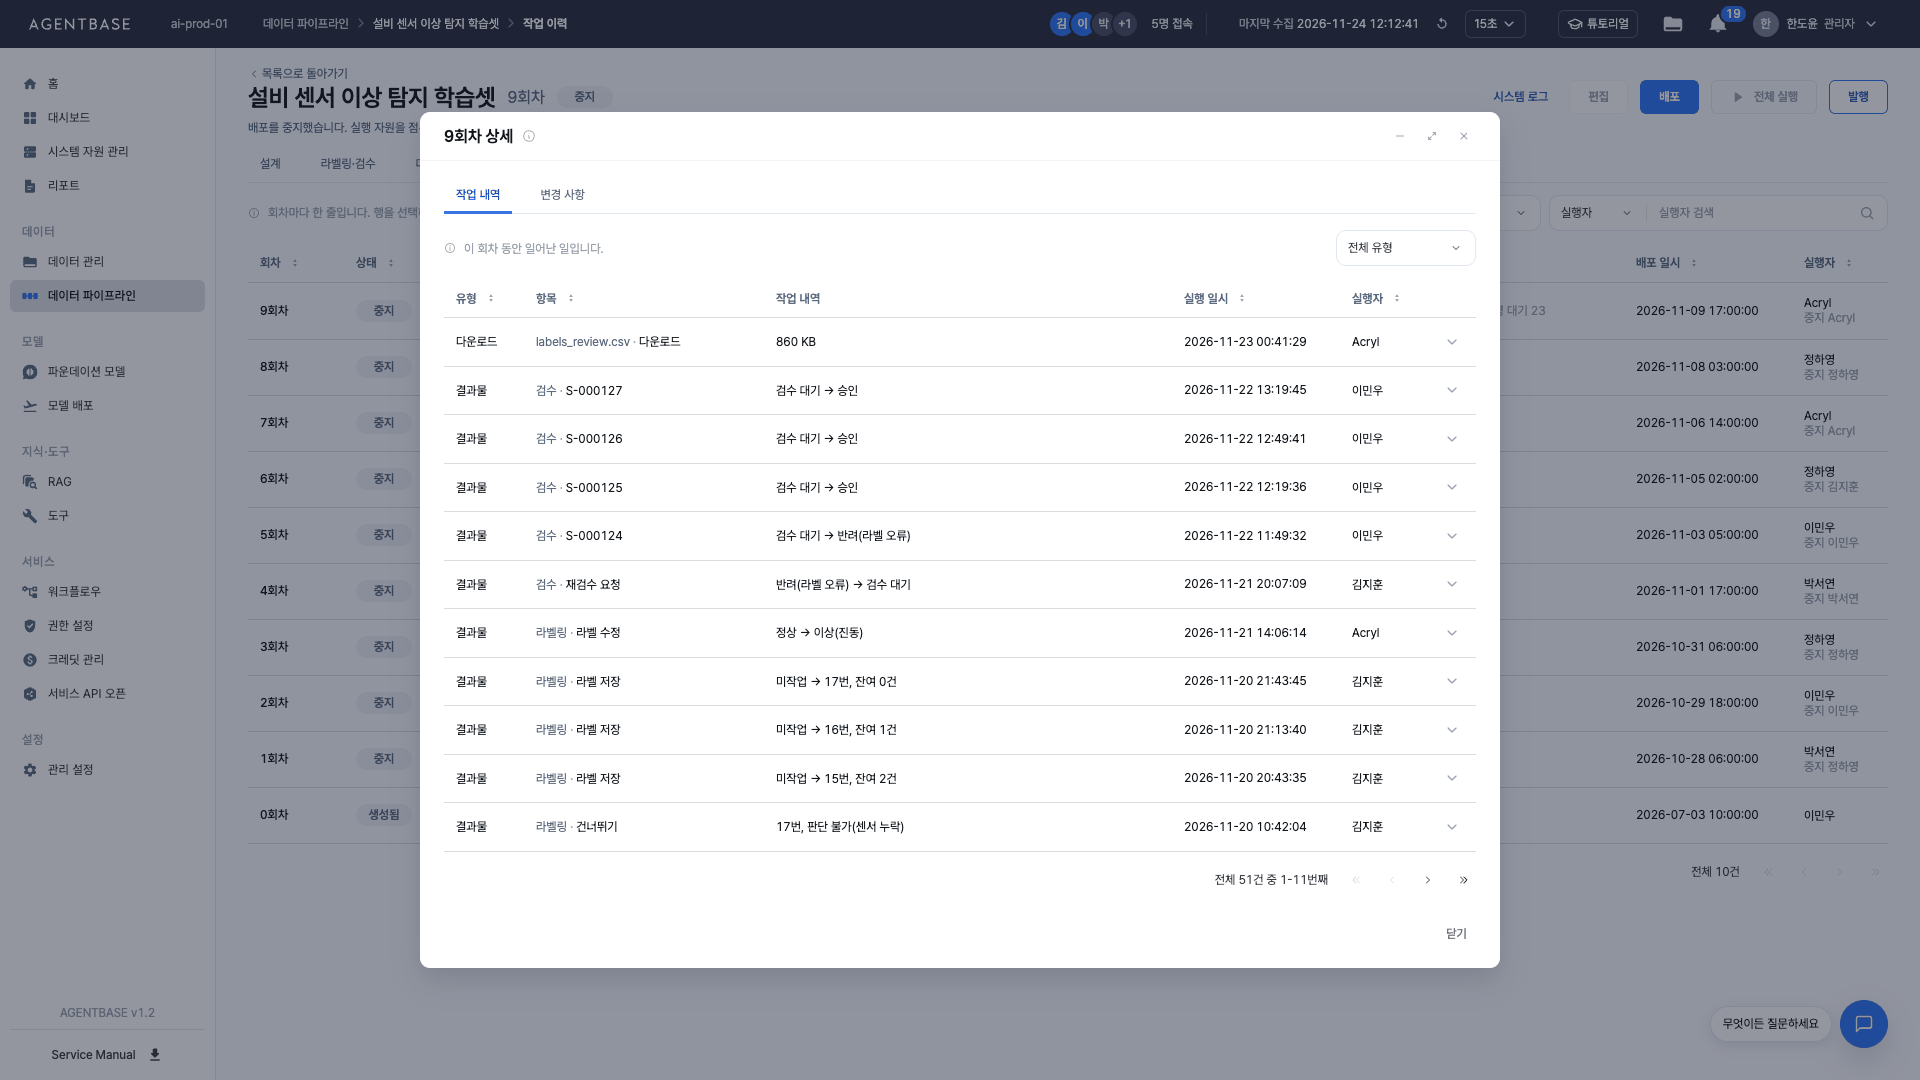 AGENTBASE
ai-prod-01
데이터 파이프라인 > 설비 센서 이상 탐지 학습셋 > 작업 이력
김 이 박 +1 5명 접속
마지막 수집 2026-11-24 12:12:41
15초
튜토리얼
19
한 한도윤 관리자
홈
대시보드
시스템 자원 관리
리포트
데이터
데이터 관리
데이터 파이프라인
모델
파운데이션 모델
모델 배포
지식·도구
RAG
도구
서비스
워크플로우
권한 설정
크레딧 관리
서비스 API 오픈
설정
관리 설정
AGENTBASE v1.2
Service Manual
목록으로 돌아가기
설비 센서 이상 탐지 학습셋 9회차 중지
배포를 중지했습니다. 실행 자원을
시스템 로그 편집 배포 전체 실행 발행
설계 라벨링·검수
회차마다 한 줄입니다. 행을
실행자 실행자 검색
회차 상태 배포 일시 실행자
9회차 중지 대기 23 2026-11-09 17:00:00 Acryl
중지 Acryl
8회차 중지 2026-11-08 03:00:00 정하영
중지 정하영
7회차 중지 2026-11-06 14:00:00 Acryl
중지 Acryl
6회차 중지 2026-11-05 02:00:00 정하영
중지 김지훈
5회차 중지 2026-11-03 05:00:00 이민우
중지 이민우
4회차 중지 2026-11-01 17:00:00 박서연
중지 박서연
3회차 중지 2026-10-31 06:00:00 정하영
중지 정하영
2회차 중지 2026-10-29 18:00:00 이민우
중지 이민우
1회차 중지 2026-10-28 06:00:00 박서연
중지 정하영
0회차 생성됨 2026-07-03 10:00:00 이민우
전체 10건
9회차 상세
작업 내역 변경 사항
이 회차 동안 일어난 일입니다.
전체 유형
유형 항목 작업 내역 실행 일시 실행자
다운로드 labels_review.csv · 다운로드 860 KB 2026-11-23 00:41:29 Acryl
결과물 검수 · S-000127 검수 대기 → 승인 2026-11-22 13:19:45 이민우
결과물 검수 · S-000126 검수 대기 → 승인 2026-11-22 12:49:41 이민우
결과물 검수 · S-000125 검수 대기 → 승인 2026-11-22 12:19:36 이민우
결과물 검수 · S-000124 검수 대기 → 반려(라벨 오류) 2026-11-22 11:49:32 이민우
결과물 검수 · 재검수 요청 반려(라벨 오류) → 검수 대기 2026-11-21 20:07:09 김지훈
결과물 라벨링 · 라벨 수정 정상 → 이상(진동) 2026-11-21 14:06:14 Acryl
결과물 라벨링 · 라벨 저장 미작업 → 17번, 잔여 0건 2026-11-20 21:43:45 김지훈
결과물 라벨링 · 라벨 저장 미작업 → 16번, 잔여 1건 2026-11-20 21:13:40 김지훈
결과물 라벨링 · 라벨 저장 미작업 → 15번, 잔여 2건 2026-11-20 20:43:35 김지훈
결과물 라벨링 · 건너뛰기 17번, 판단 불가(센서 누락) 2026-11-20 10:42:04 김지훈
전체 51건 중 1-11번째
닫기
무엇이든 질문하세요